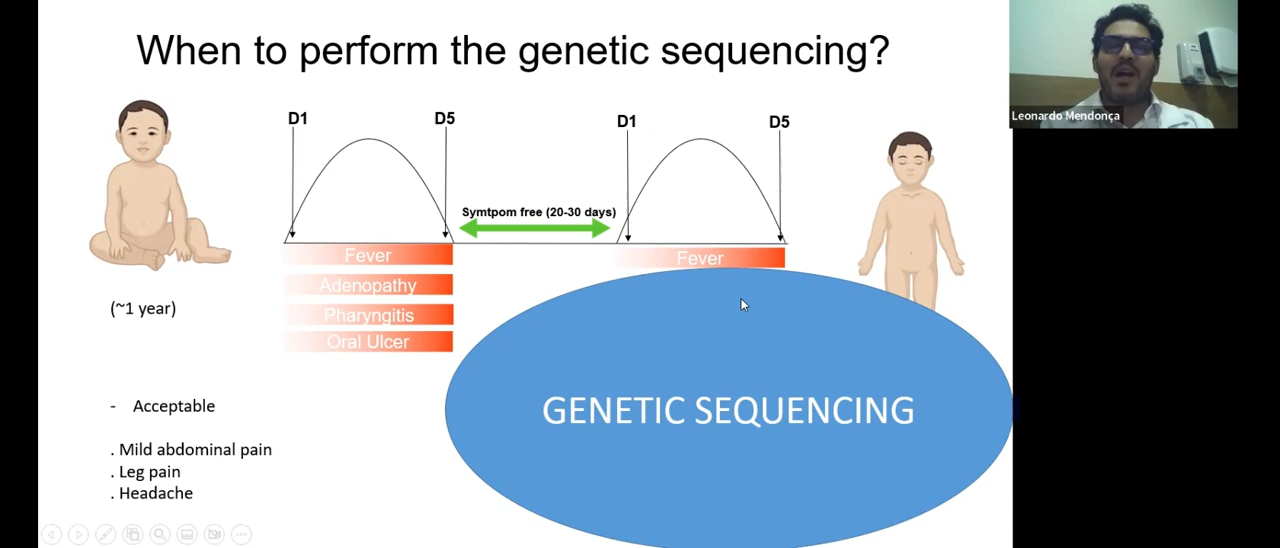 When to perform the genetic sequencing?
Leonardo Mendonça
D1
D5
D1
D5
Symtpom free (20-30 days)
Fever
Fever
Adenopathy
Pharyngitis
Oral Ulcer
(~1 year)
GENETIC SEQUENCING
- Acceptable
. Mild abdominal pain
. Leg pain
. Headache